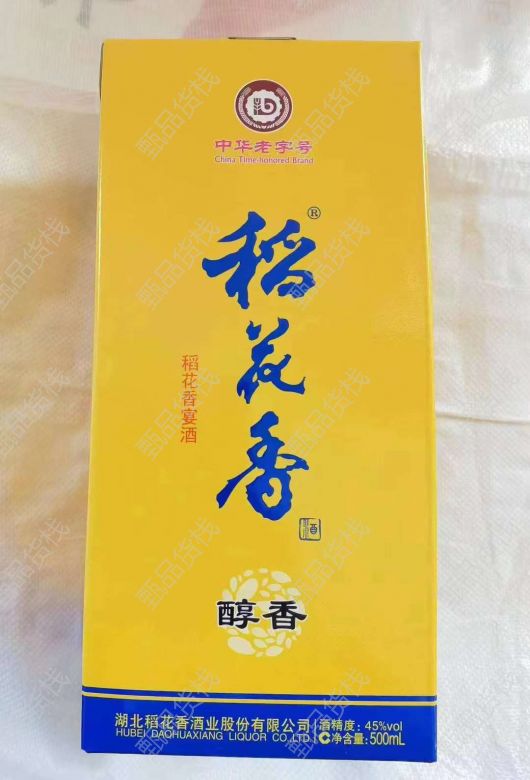 中华老字号
China Time-honored Brand
稻花香
®
稻花香宴酒
酒
醇香
湖北稻花香酒业股份有限公司
HUBEI DAOHUAXIANG LIQUOR CO.,LTD.
酒精度：45%vol
C净含量：500mL
甄品货栈